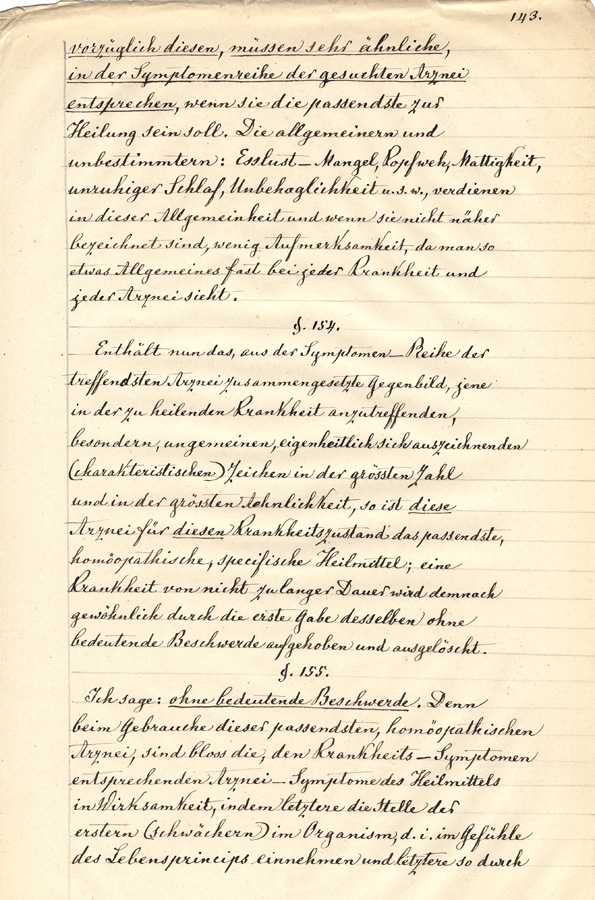 143.
vorzüglich diesen, müssen sehr ähnliche,
in der Symptomenreihe der gesuchten Arznei
entsprechen, wenn sie die passendste zur
Heilung sein soll. Die allgemeinern und
unbestimmtern: Esslust-Mangel, Kopfweh, Mattigkeit,
unruhiger Schlaf, Unbehaglichkeit u.s.w., verdienen
in dieser Allgemeinheit und wenn sie nicht näher
bezeichnet sind, wenig Aufmerksamkeit, da man so
etwas Allgemeines fast bei jeder Krankheit und
jeder Arznei sieht.
§. 154.
Enthält nun das, aus der Symptomen-Reihe der
treffendsten Arznei zusammengesetzte Gegenbild, jene
in der zu heilenden Krankheit anzutreffenden,
besondern, ungemeinen, eigenheitlich sich auszeichnenden
(charakteristischen) Zeichen in der grössten Zahl
und in der grössten Aehnlichkeit, so ist diese
Arznei für diesen Krankheitszustand das passendste,
homöopathische, specifische Heilmittel; eine
Krankheit von nicht zu langer Dauer wird demnach
gewöhnlich durch die erste Gabe desselben ohne
bedeutende Beschwerde aufgehoben und ausgelöscht.
§. 155.
Ich sage: ohne bedeutende Beschwerde. Denn
beim Gebrauche dieser passendsten, homöopathischen
Arznei, sind bloss die, den Krankheits-Symptomen
entsprechenden Arznei-Symptome des Heilmittels
in Wirksamkeit, indem letztere die Stelle der
erstern (schwächern) im Organism, d. i. im Gefühle
des Lebensprincips einnehmen und letztere so durch